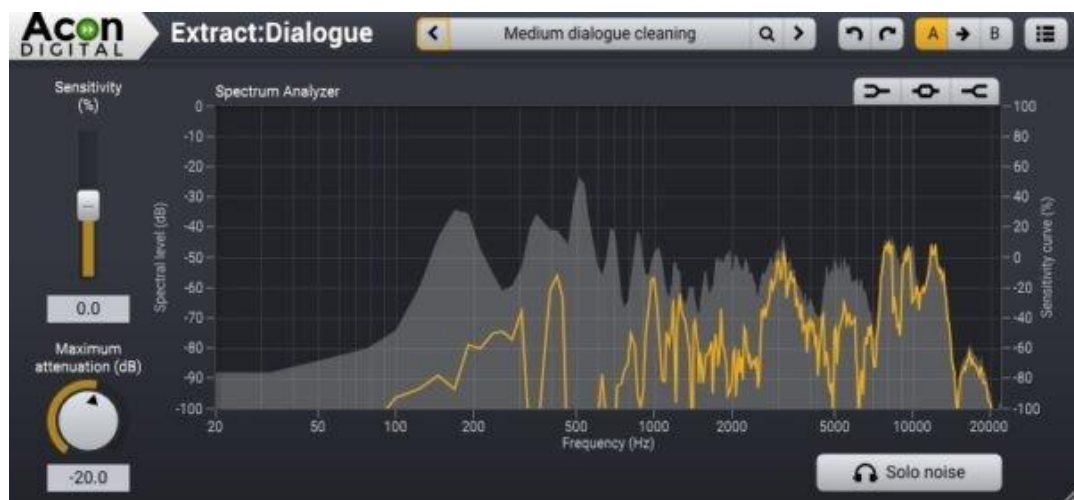 Acon
DIGITAL
Extract:Dialogue
Medium dialogue cleaning
A
B
Sensitivity
(%)
0.0
Maximum
attenuation (dB)
-20.0
Spectrum Analyzer
Spectral level (dB)
0
-10
-20
-30
-40
-50
-60
-70
-80
-90
-100
100
80
60
40
20
0
-20
-40
-60
-80
-100
Sensitivity curve (%)
20 50 100 200 500 1000 2000 5000 10000 20000
Frequency (Hz)
Solo noise